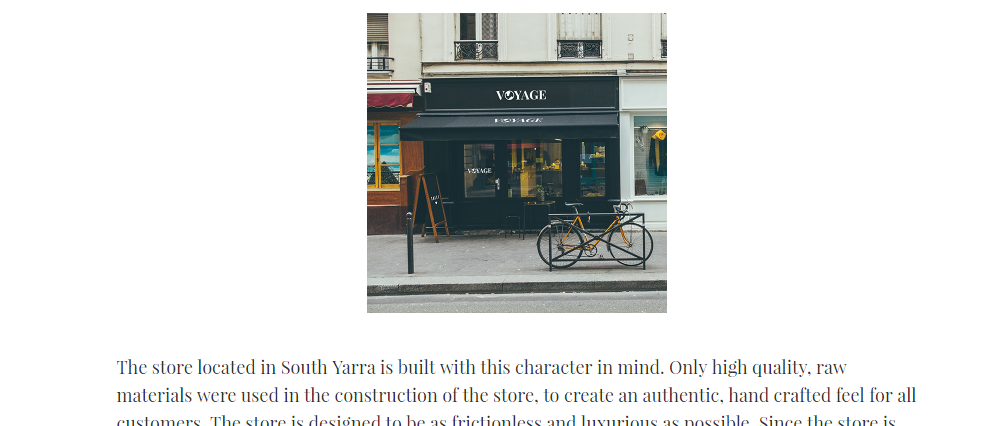 VOYAGE
VOYAGE
VOYAGE
The store located in South Yarra is built with this character in mind. Only high quality, raw
materials were used in the construction of the store, to create an authentic, hand crafted feel for all
customers. The store is designed to be as frictionless and luxurious as possible. Since the store is